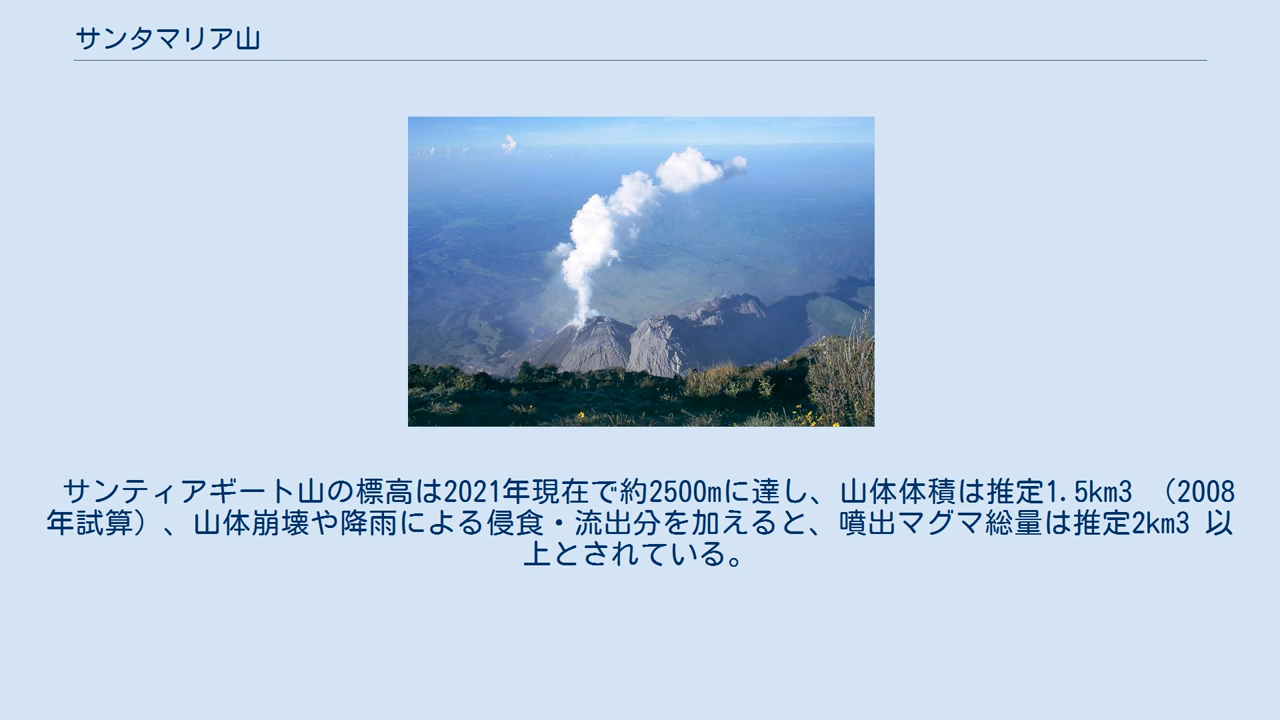 サンタマリア山
サンティアギート山の標高は2021年現在で約2500mに達し、山体体積は推定1.5km3 （2008
年試算）、山体崩壊や降雨による侵食・流出分を加えると、噴出マグマ総量は推定2km3 以
上とされている。